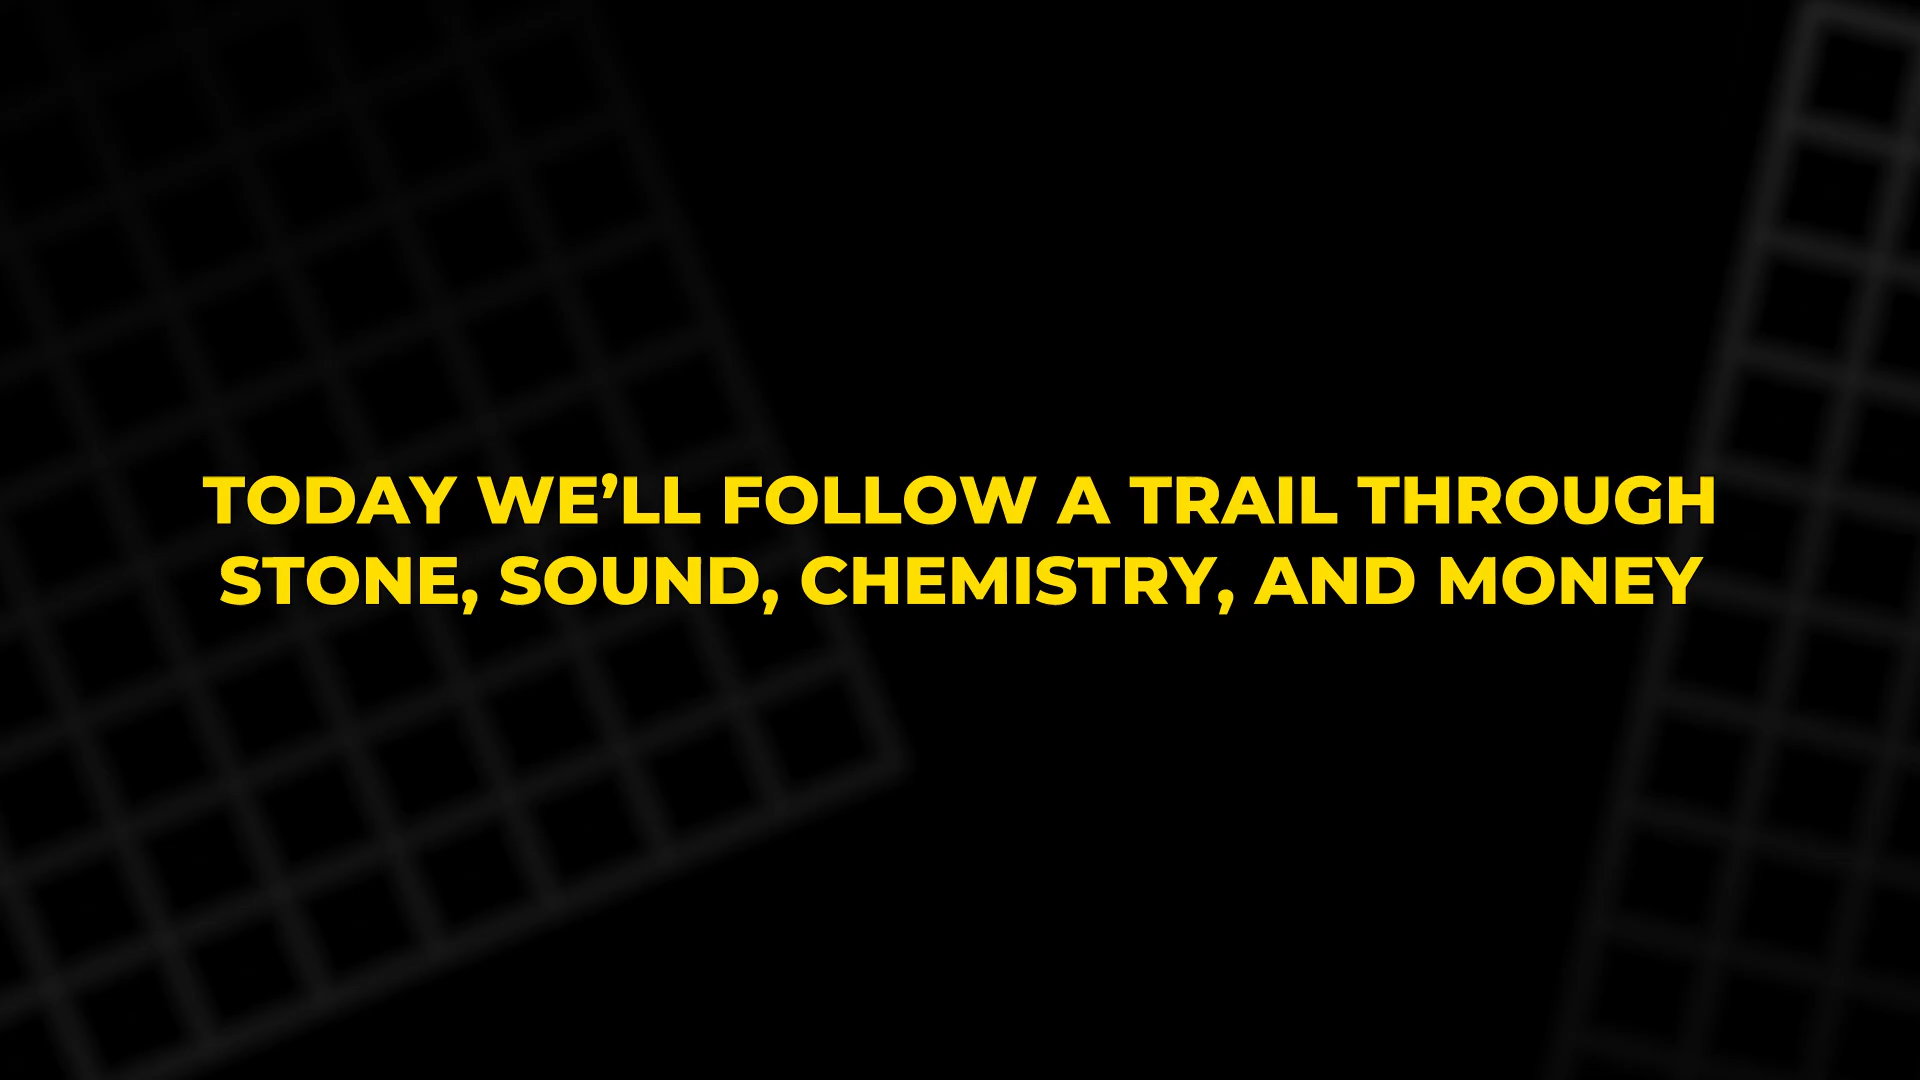 TODAY WE’LL FOLLOW A TRAIL THROUGH
STONE, SOUND, CHEMISTRY, AND MONEY